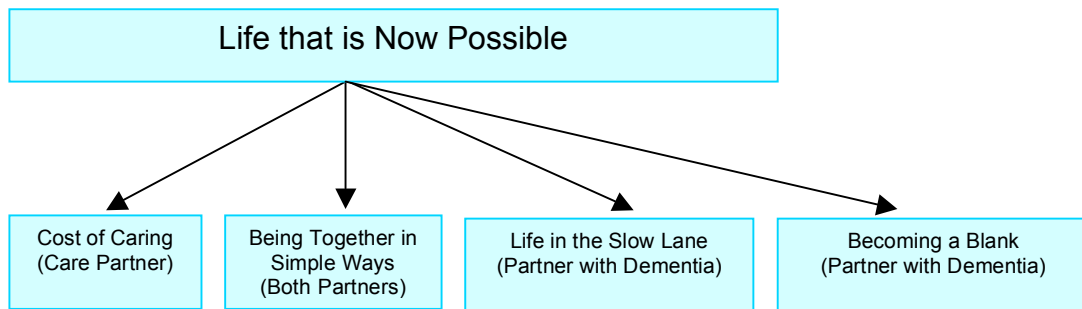 Life that is Now Possible
Cost of Caring
(Care Partner)
Being Together in
Simple Ways
(Both Partners)
Life in the Slow Lane
(Partner with Dementia)
Becoming a Blank
(Partner with Dementia)